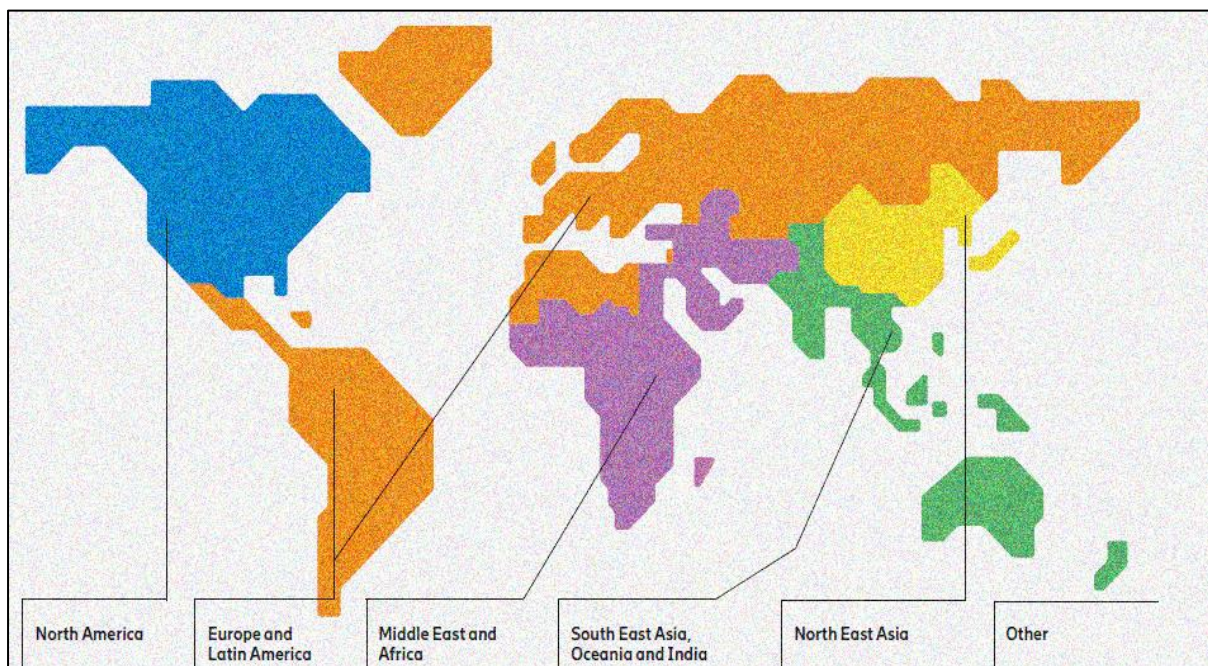 North America
Europe and
Latin America
Middle East and
Africa
South East Asia,
Oceania and India
North East Asia
Other